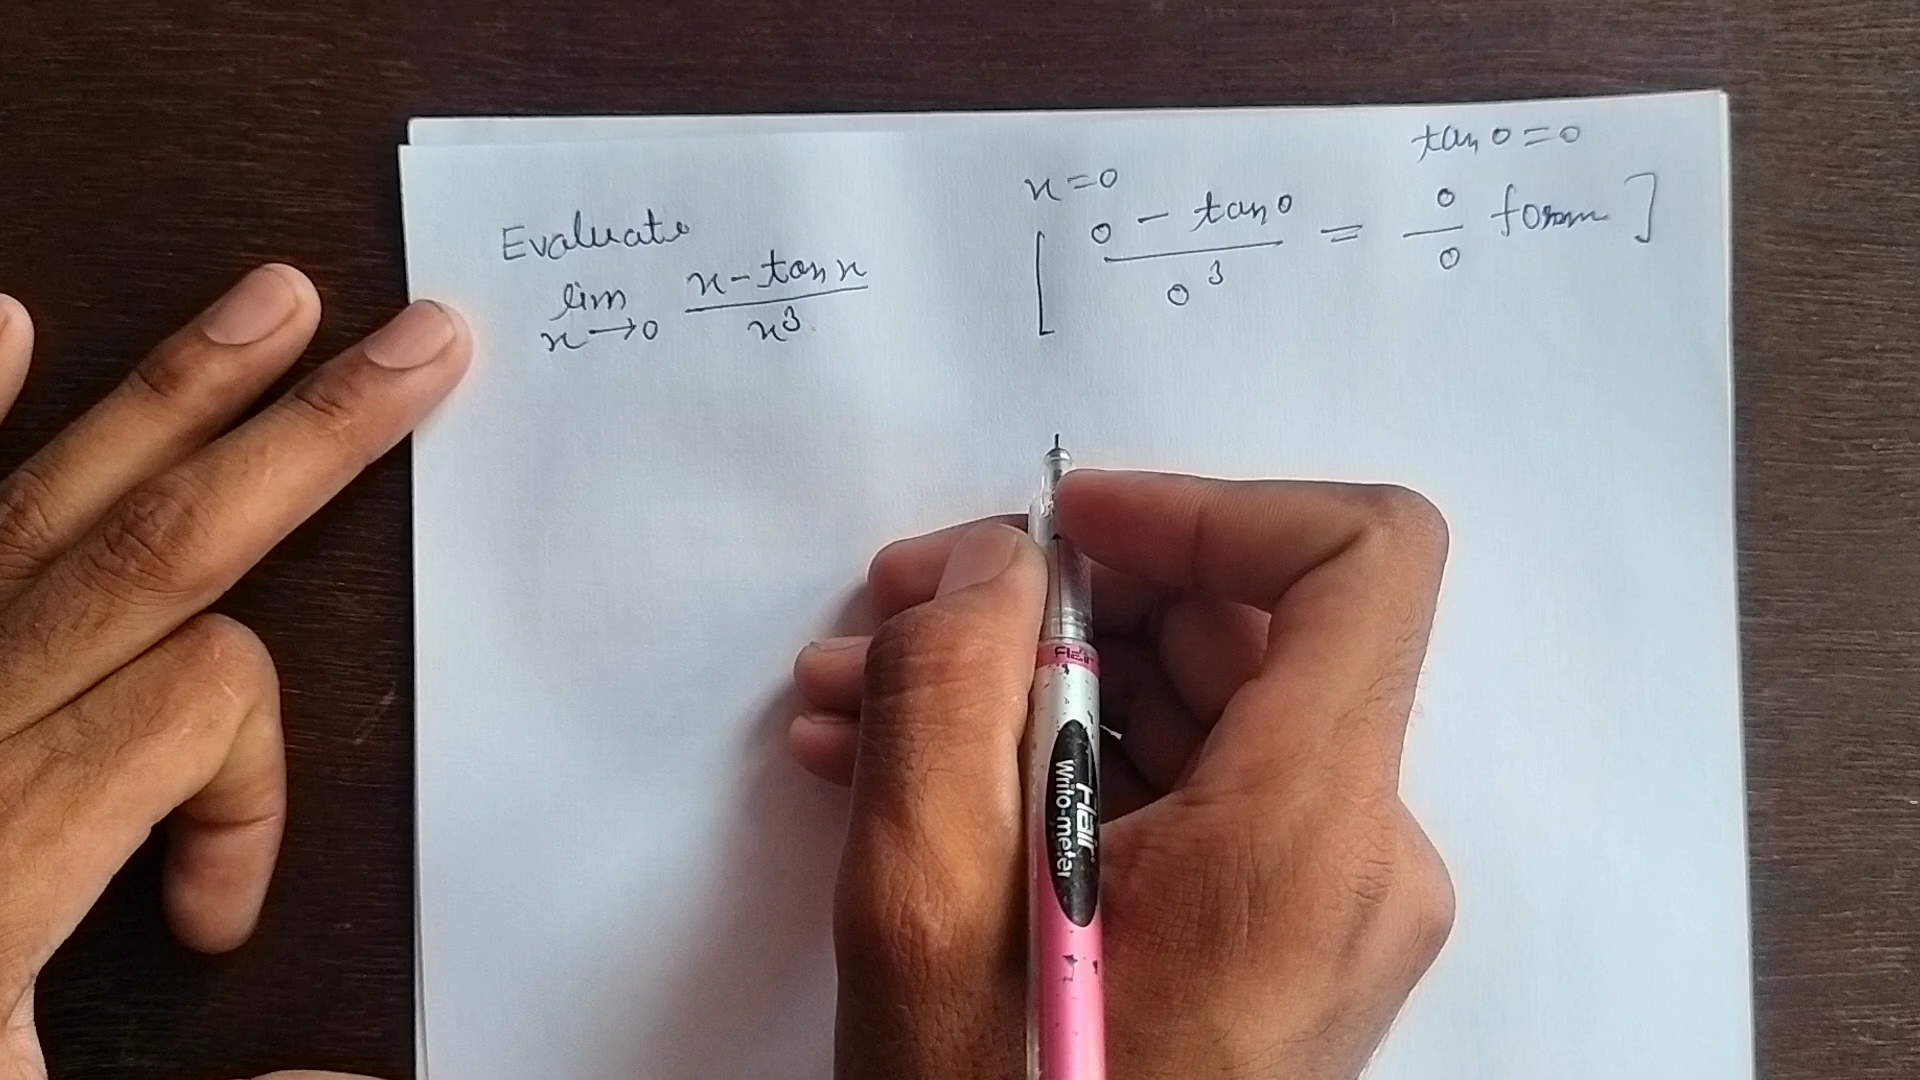 Evaluate
lim x→0 x - tan x / x³
x = 0
tan 0 = 0
[ 0 - tan 0 / 0³ = 0 / 0 form ]
Flair
Flair
Writo-meter